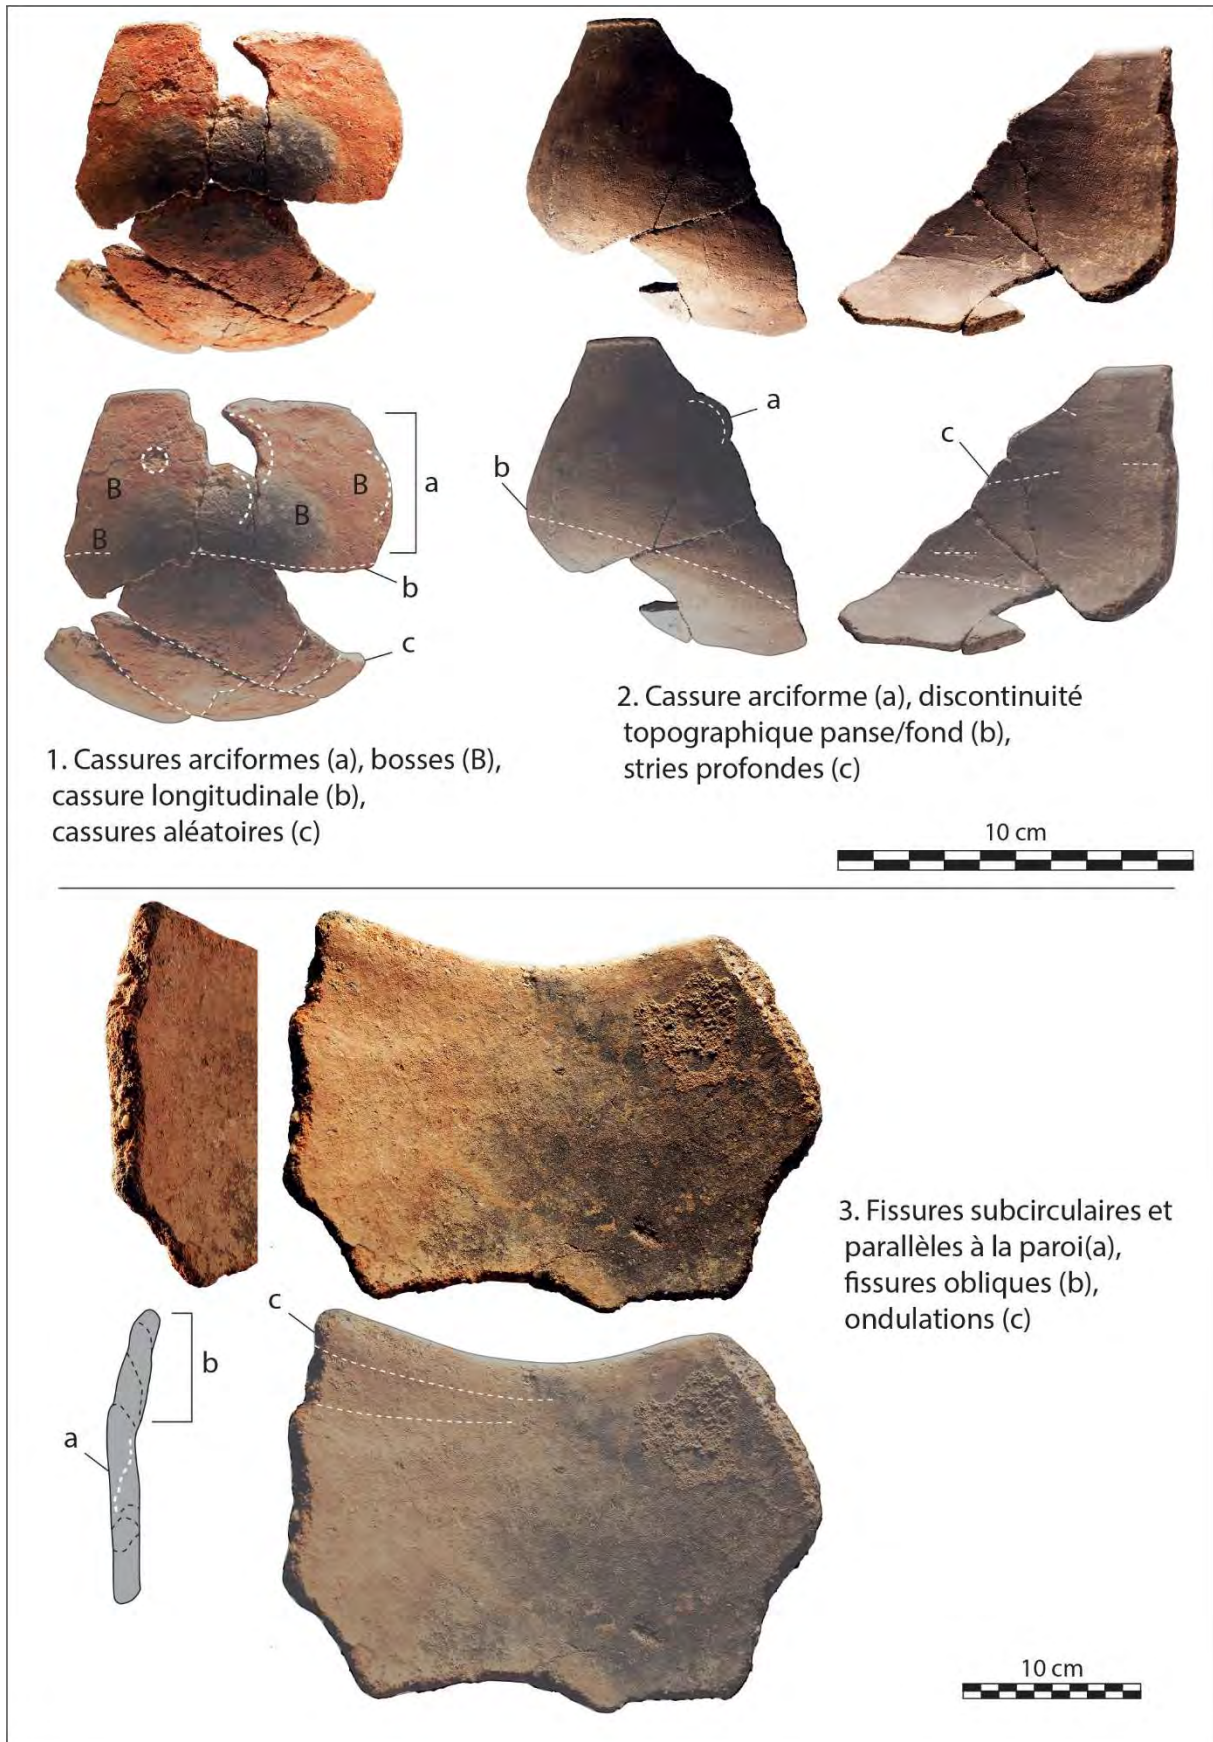 a
B
B
B
B
b
c
1. Cassures arciformes (a), bosses (B),
cassure longitudinale (b),
cassures aléatoires (c)
a
b
c
2. Cassure arciforme (a), discontinuité
topographique panse/fond (b),
stries profondes (c)
10 cm
3. Fissures subcirculaires et
parallèles à la paroi(a),
fissures obliques (b),
ondulations (c)
c
b
a
10 cm